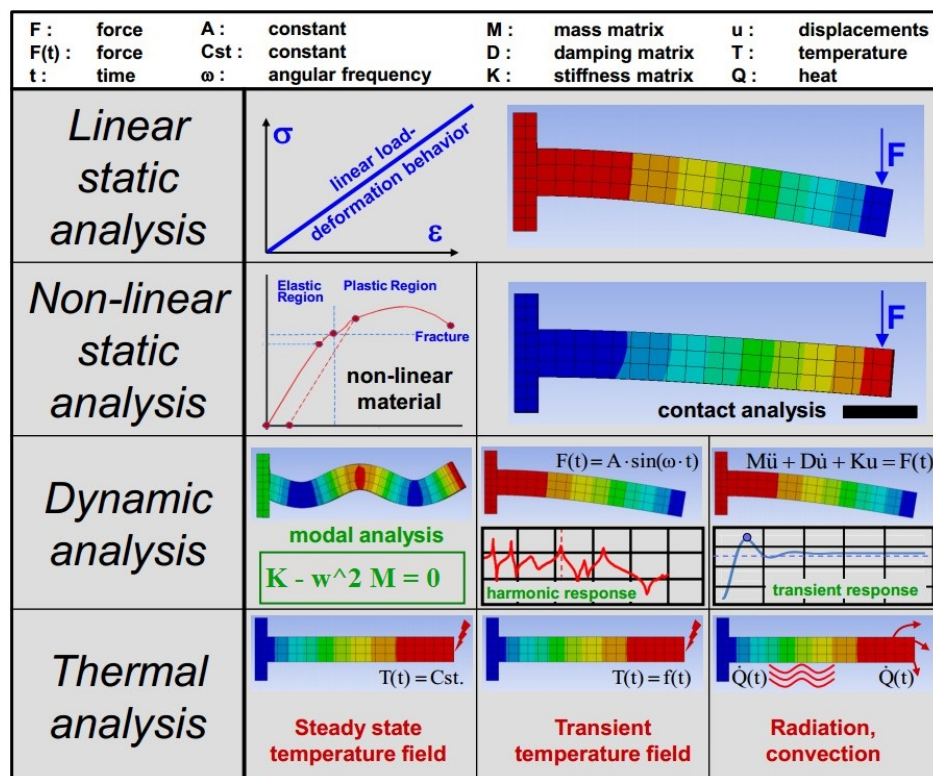 F : force A : constant M : mass matrix u : displacements
F(t) : force Cst : constant D : damping matrix T : temperature
t : time ω : angular frequency K : stiffness matrix Q : heat
Linear
static
analysis
σ
linear load-
deformation behavior
ε
F
Non-linear
static
analysis
Elastic
Region
Plastic Region
Fracture
non-linear
material
F
contact analysis
Dynamic
analysis
modal analysis
K - w^2 M = 0
F(t) = A · sin(ω · t)
harmonic response
Mü + Du̇ + Ku = F(t)
transient response
Thermal
analysis
T(t) = Cst.
Steady state
temperature field
T(t) = f(t)
Transient
temperature field
Q̇(t) Q̇(t)
Radiation,
convection